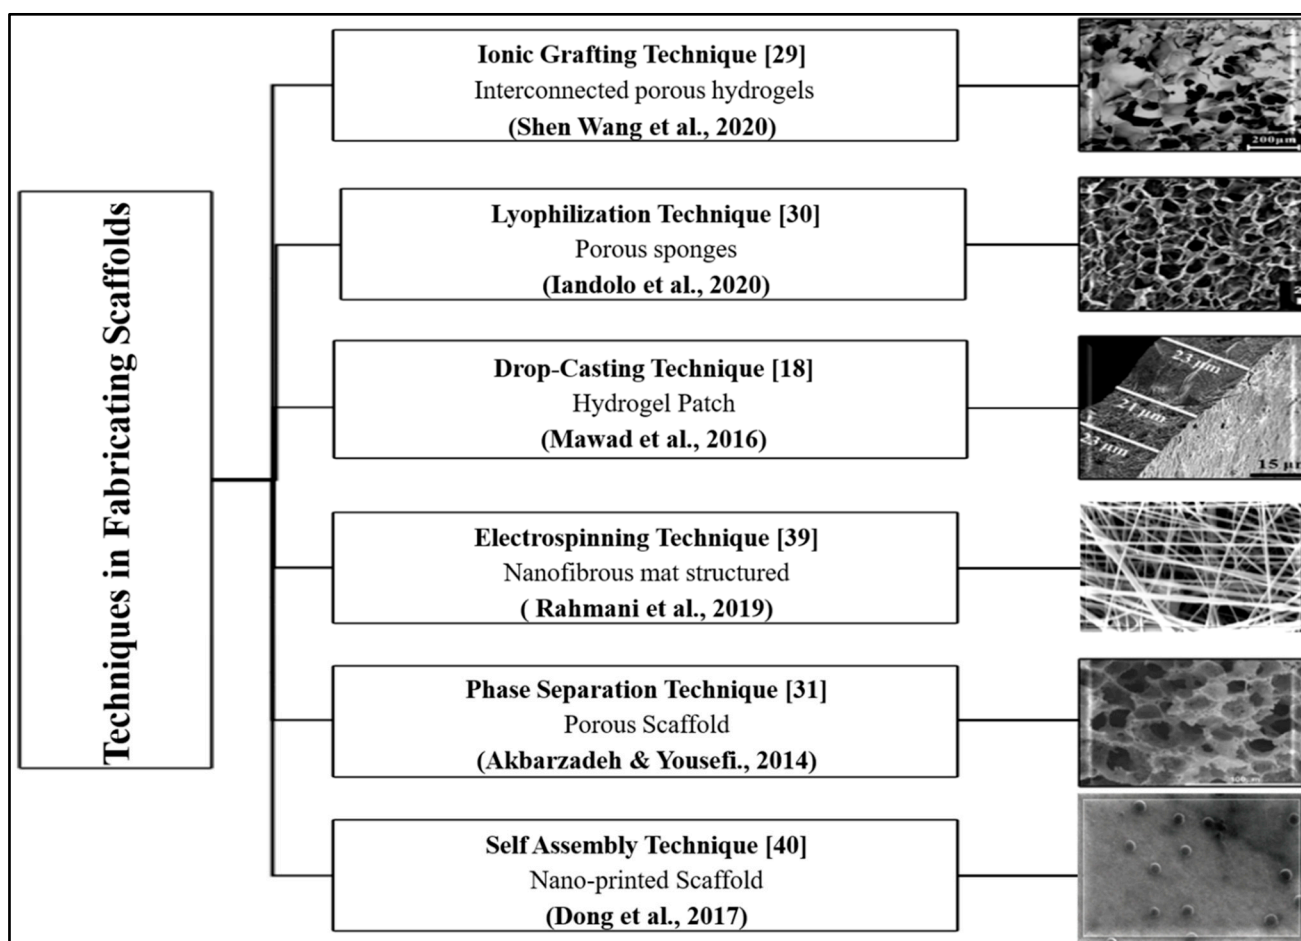 Techniques in Fabricating Scaffolds
Ionic Grafting Technique [29]
Interconnected porous hydrogels
(Shen Wang et al., 2020)
200µm
Lyophilization Technique [30]
Porous sponges
(Iandolo et al., 2020)
Drop-Casting Technique [18]
Hydrogel Patch
(Mawad et al., 2016)
23 µm
21 µm
23 µm
15 µm
Electrospinning Technique [39]
Nanofibrous mat structured
( Rahmani et al., 2019)
Phase Separation Technique [31]
Porous Scaffold
(Akbarzadeh & Yousefi., 2014)
Self Assembly Technique [40]
Nano-printed Scaffold
(Dong et al., 2017)